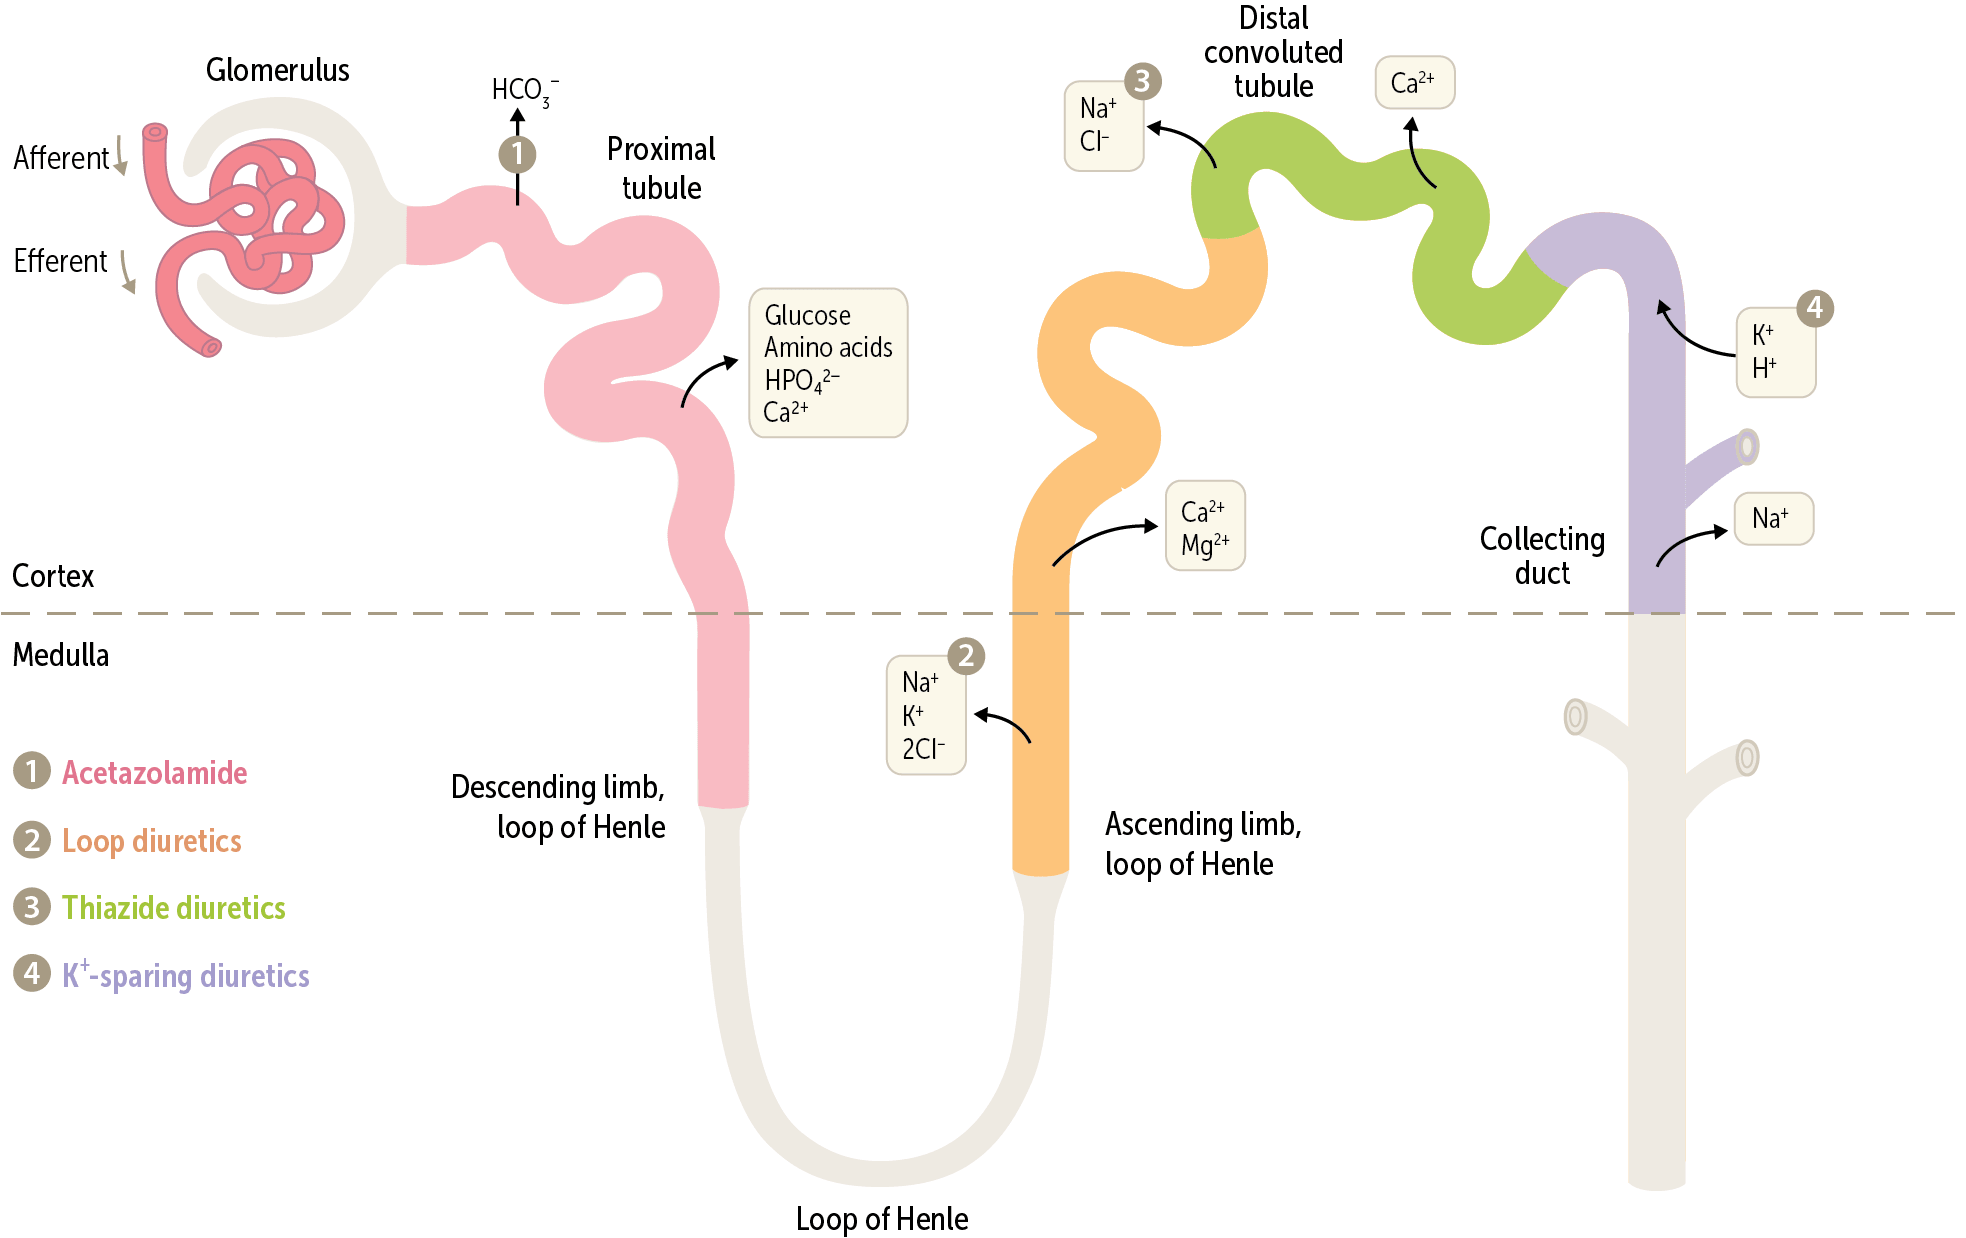 Glomerulus
Afferent
Efferent
HCO₃⁻
1
Proximal
tubule
Glucose
Amino acids
HPO₄²⁻
Ca²⁺
Distal
convoluted
tubule
3
Na⁺
Cl⁻
Ca²⁺
4
K⁺
H⁺
Ca²⁺
Mg²⁺
Collecting
duct
Na⁺
Cortex
Medulla
2
Na⁺
K⁺
2Cl⁻
Descending limb,
loop of Henle
Ascending limb,
loop of Henle
1 Acetazolamide
2 Loop diuretics
3 Thiazide diuretics
4 K⁺-sparing diuretics
Loop of Henle